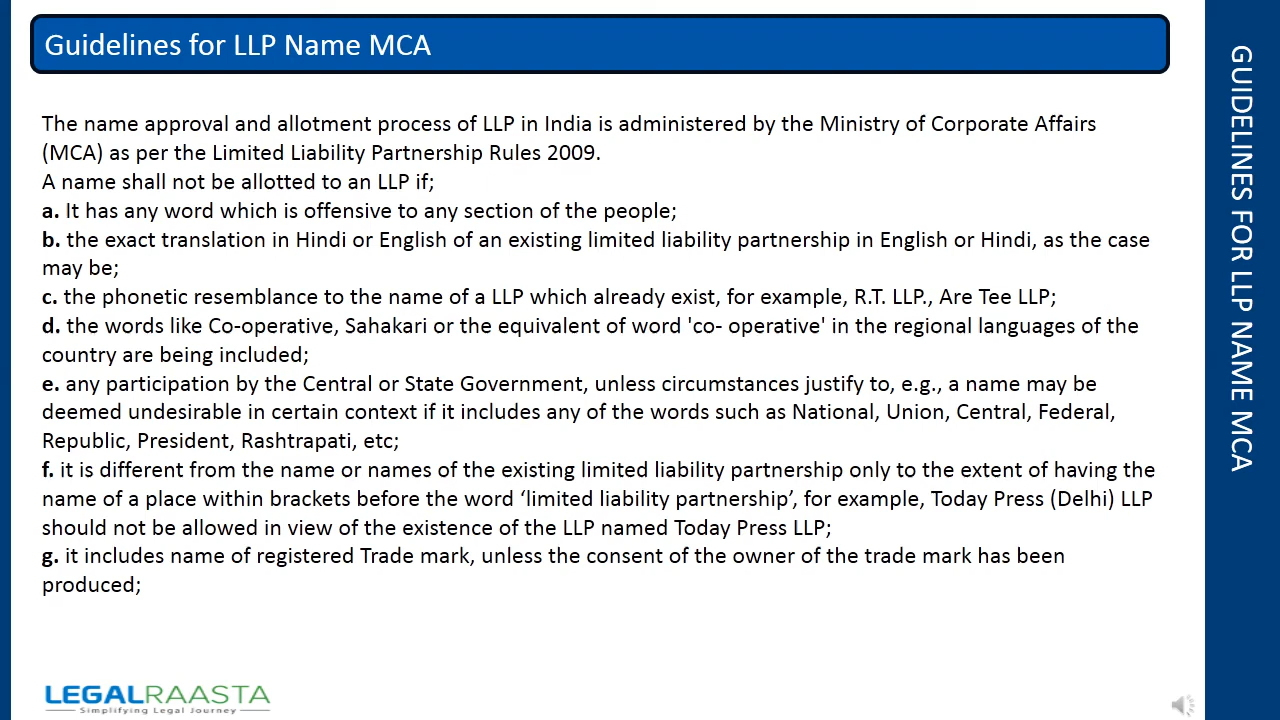 Guidelines for LLP Name MCA
The name approval and allotment process of LLP in India is administered by the Ministry of Corporate Affairs
(MCA) as per the Limited Liability Partnership Rules 2009.
A name shall not be allotted to an LLP if;
a. It has any word which is offensive to any section of the people;
b. the exact translation in Hindi or English of an existing limited liability partnership in English or Hindi, as the case
may be;
c. the phonetic resemblance to the name of a LLP which already exist, for example, R.T. LLP., Are Tee LLP;
d. the words like Co-operative, Sahakari or the equivalent of word 'co- operative' in the regional languages of the
country are being included;
e. any participation by the Central or State Government, unless circumstances justify to, e.g., a name may be
deemed undesirable in certain context if it includes any of the words such as National, Union, Central, Federal,
Republic, President, Rashtrapati, etc;
f. it is different from the name or names of the existing limited liability partnership only to the extent of having the
name of a place within brackets before the word ‘limited liability partnership’, for example, Today Press (Delhi) LLP
should not be allowed in view of the existence of the LLP named Today Press LLP;
g. it includes name of registered Trade mark, unless the consent of the owner of the trade mark has been
produced;
LEGALRAASTA
Simplifying Legal Journey
GUIDELINES FOR LLP NAME MCA